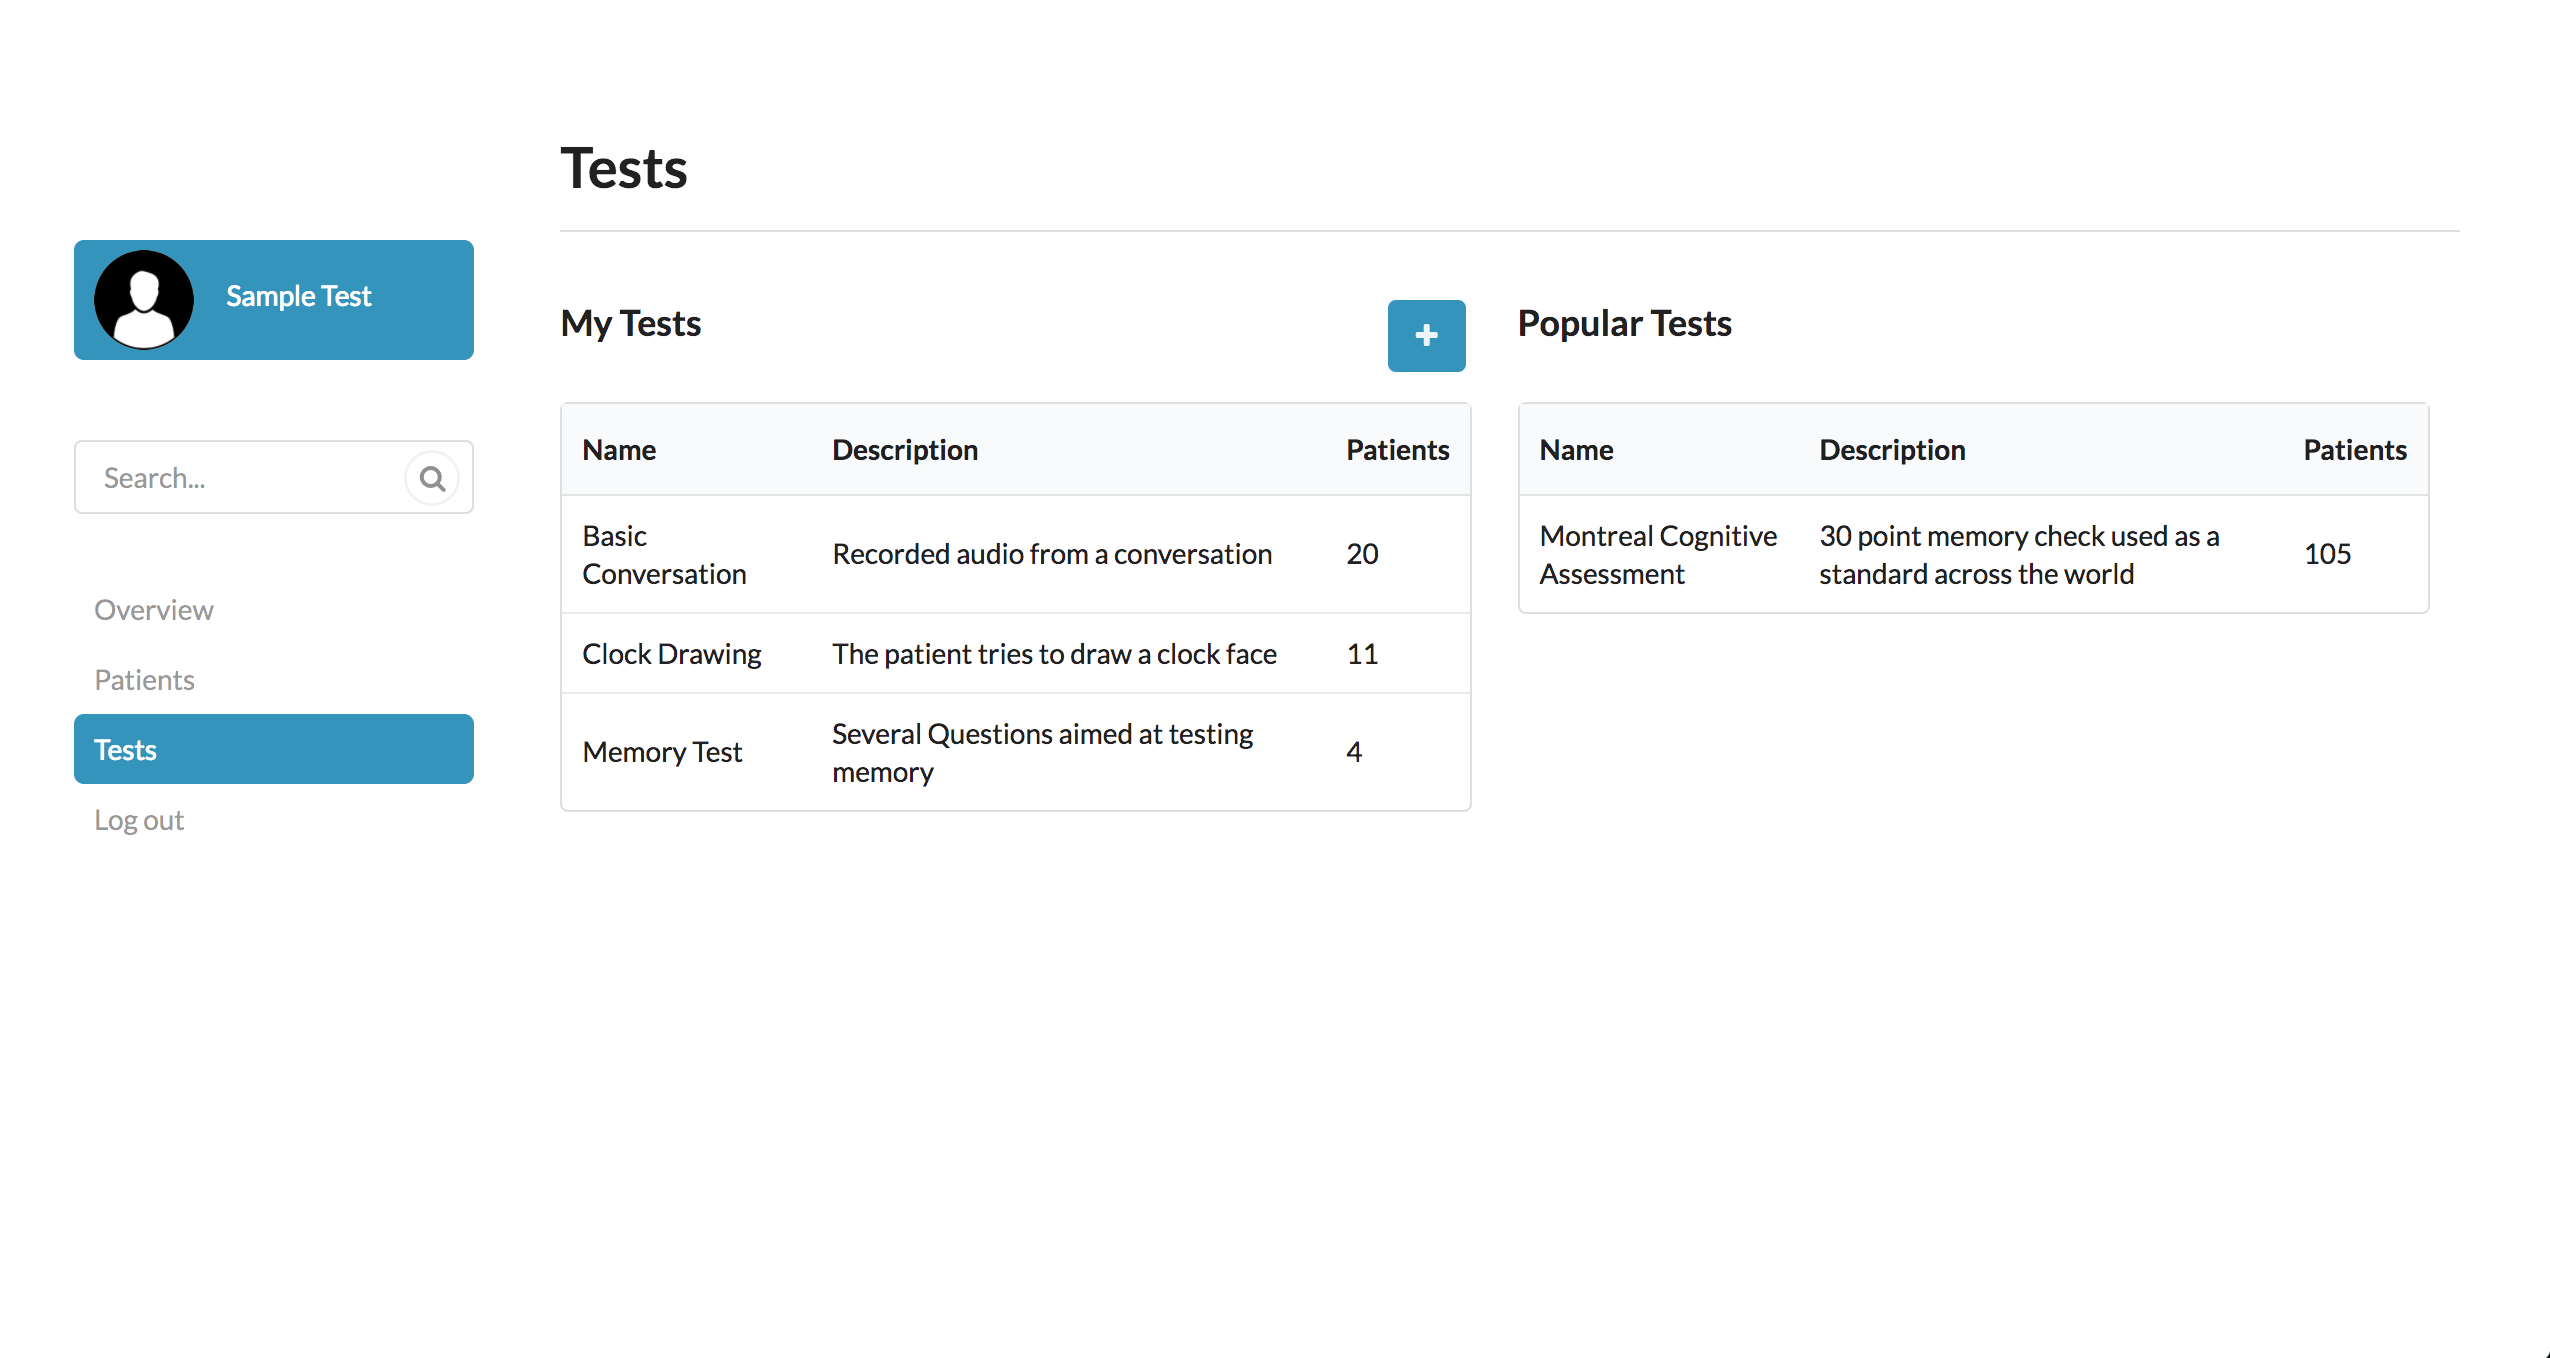 Tests
Sample Test
Search...
Overview
Patients
Tests
Log out
My Tests
Name Description Patients
Basic
Conversation
Recorded audio from a conversation
20
Clock Drawing The patient tries to draw a clock face 11
Memory Test
Several Questions aimed at testing
memory
4
Popular Tests
Name Description Patients
Montreal Cognitive
Assessment
30 point memory check used as a
standard across the world
105